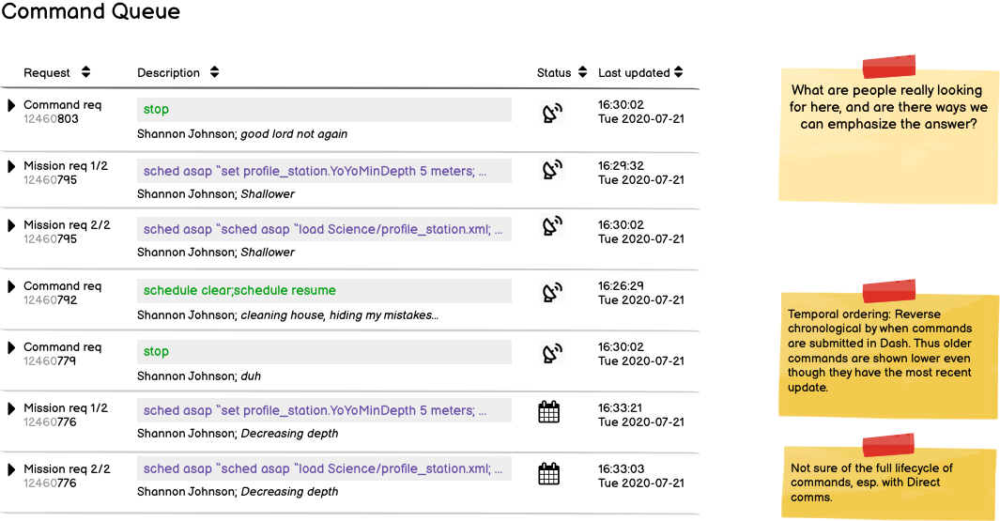 Command Queue
Request Description Status Last updated
Command req
12460803
stop
Shannon Johnson; good lord not again
16:30:02
Tue 2020-07-21
Mission req 1/2
12460795
sched asap "set profile_station.YoYoMinDepth 5 meters; ...
Shannon Johnson; Shallower
16:29:32
Tue 2020-07-21
Mission req 2/2
12460795
sched asap "sched asap "load Science/profile_station.xml; ...
Shannon Johnson; Shallower
16:30:02
Tue 2020-07-21
Command req
12460792
schedule clear;schedule resume
Shannon Johnson; cleaning house, hiding my mistakes...
16:26:29
Tue 2020-07-21
Command req
12460779
stop
Shannon Johnson; duh
16:30:02
Tue 2020-07-21
Mission req 1/2
12460776
sched asap "set profile_station.YoYoMinDepth 5 meters; ...
Shannon Johnson; Decreasing depth
16:33:21
Tue 2020-07-21
Mission req 2/2
12460776
sched asap "sched asap "load Science/profile_station.xml; ...
Shannon Johnson; Decreasing depth
16:33:03
Tue 2020-07-21
What are people really looking
for here, and are there ways we
can emphasize the answer?
Temporal ordering: Reverse
chronological by when commands
are submitted in Dash. Thus older
commands are shown lower even
though they have the most recent
update.
Not sure of the full lifecycle of
commands, esp. with Direct
comms.